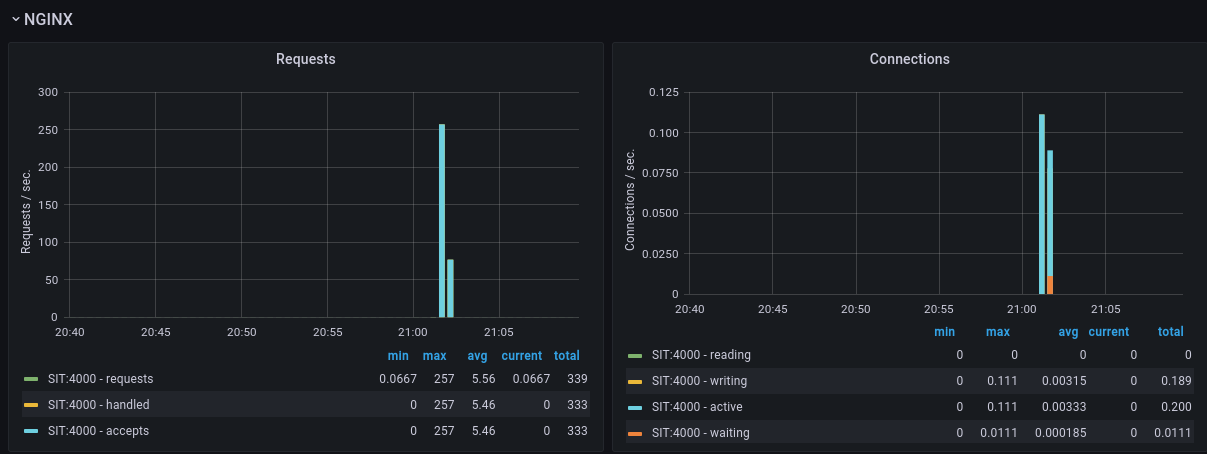 NGINX
Requests
300
250
200
150
100
50
0
Requests / sec.
20:40 20:45 20:50 20:55 21:00 21:05
min max avg current total
SIT:4000 - requests 0.0667 257 5.56 0.0667 339
SIT:4000 - handled 0 257 5.46 0 333
SIT:4000 - accepts 0 257 5.46 0 333
Connections
0.125
0.100
0.0750
0.0500
0.0250
0
Connections / sec.
20:40 20:45 20:50 20:55 21:00 21:05
min max avg current total
SIT:4000 - reading 0 0 0 0 0
SIT:4000 - writing 0 0.111 0.00315 0 0.189
SIT:4000 - active 0 0.111 0.00333 0 0.200
SIT:4000 - waiting 0 0.0111 0.000185 0 0.0111